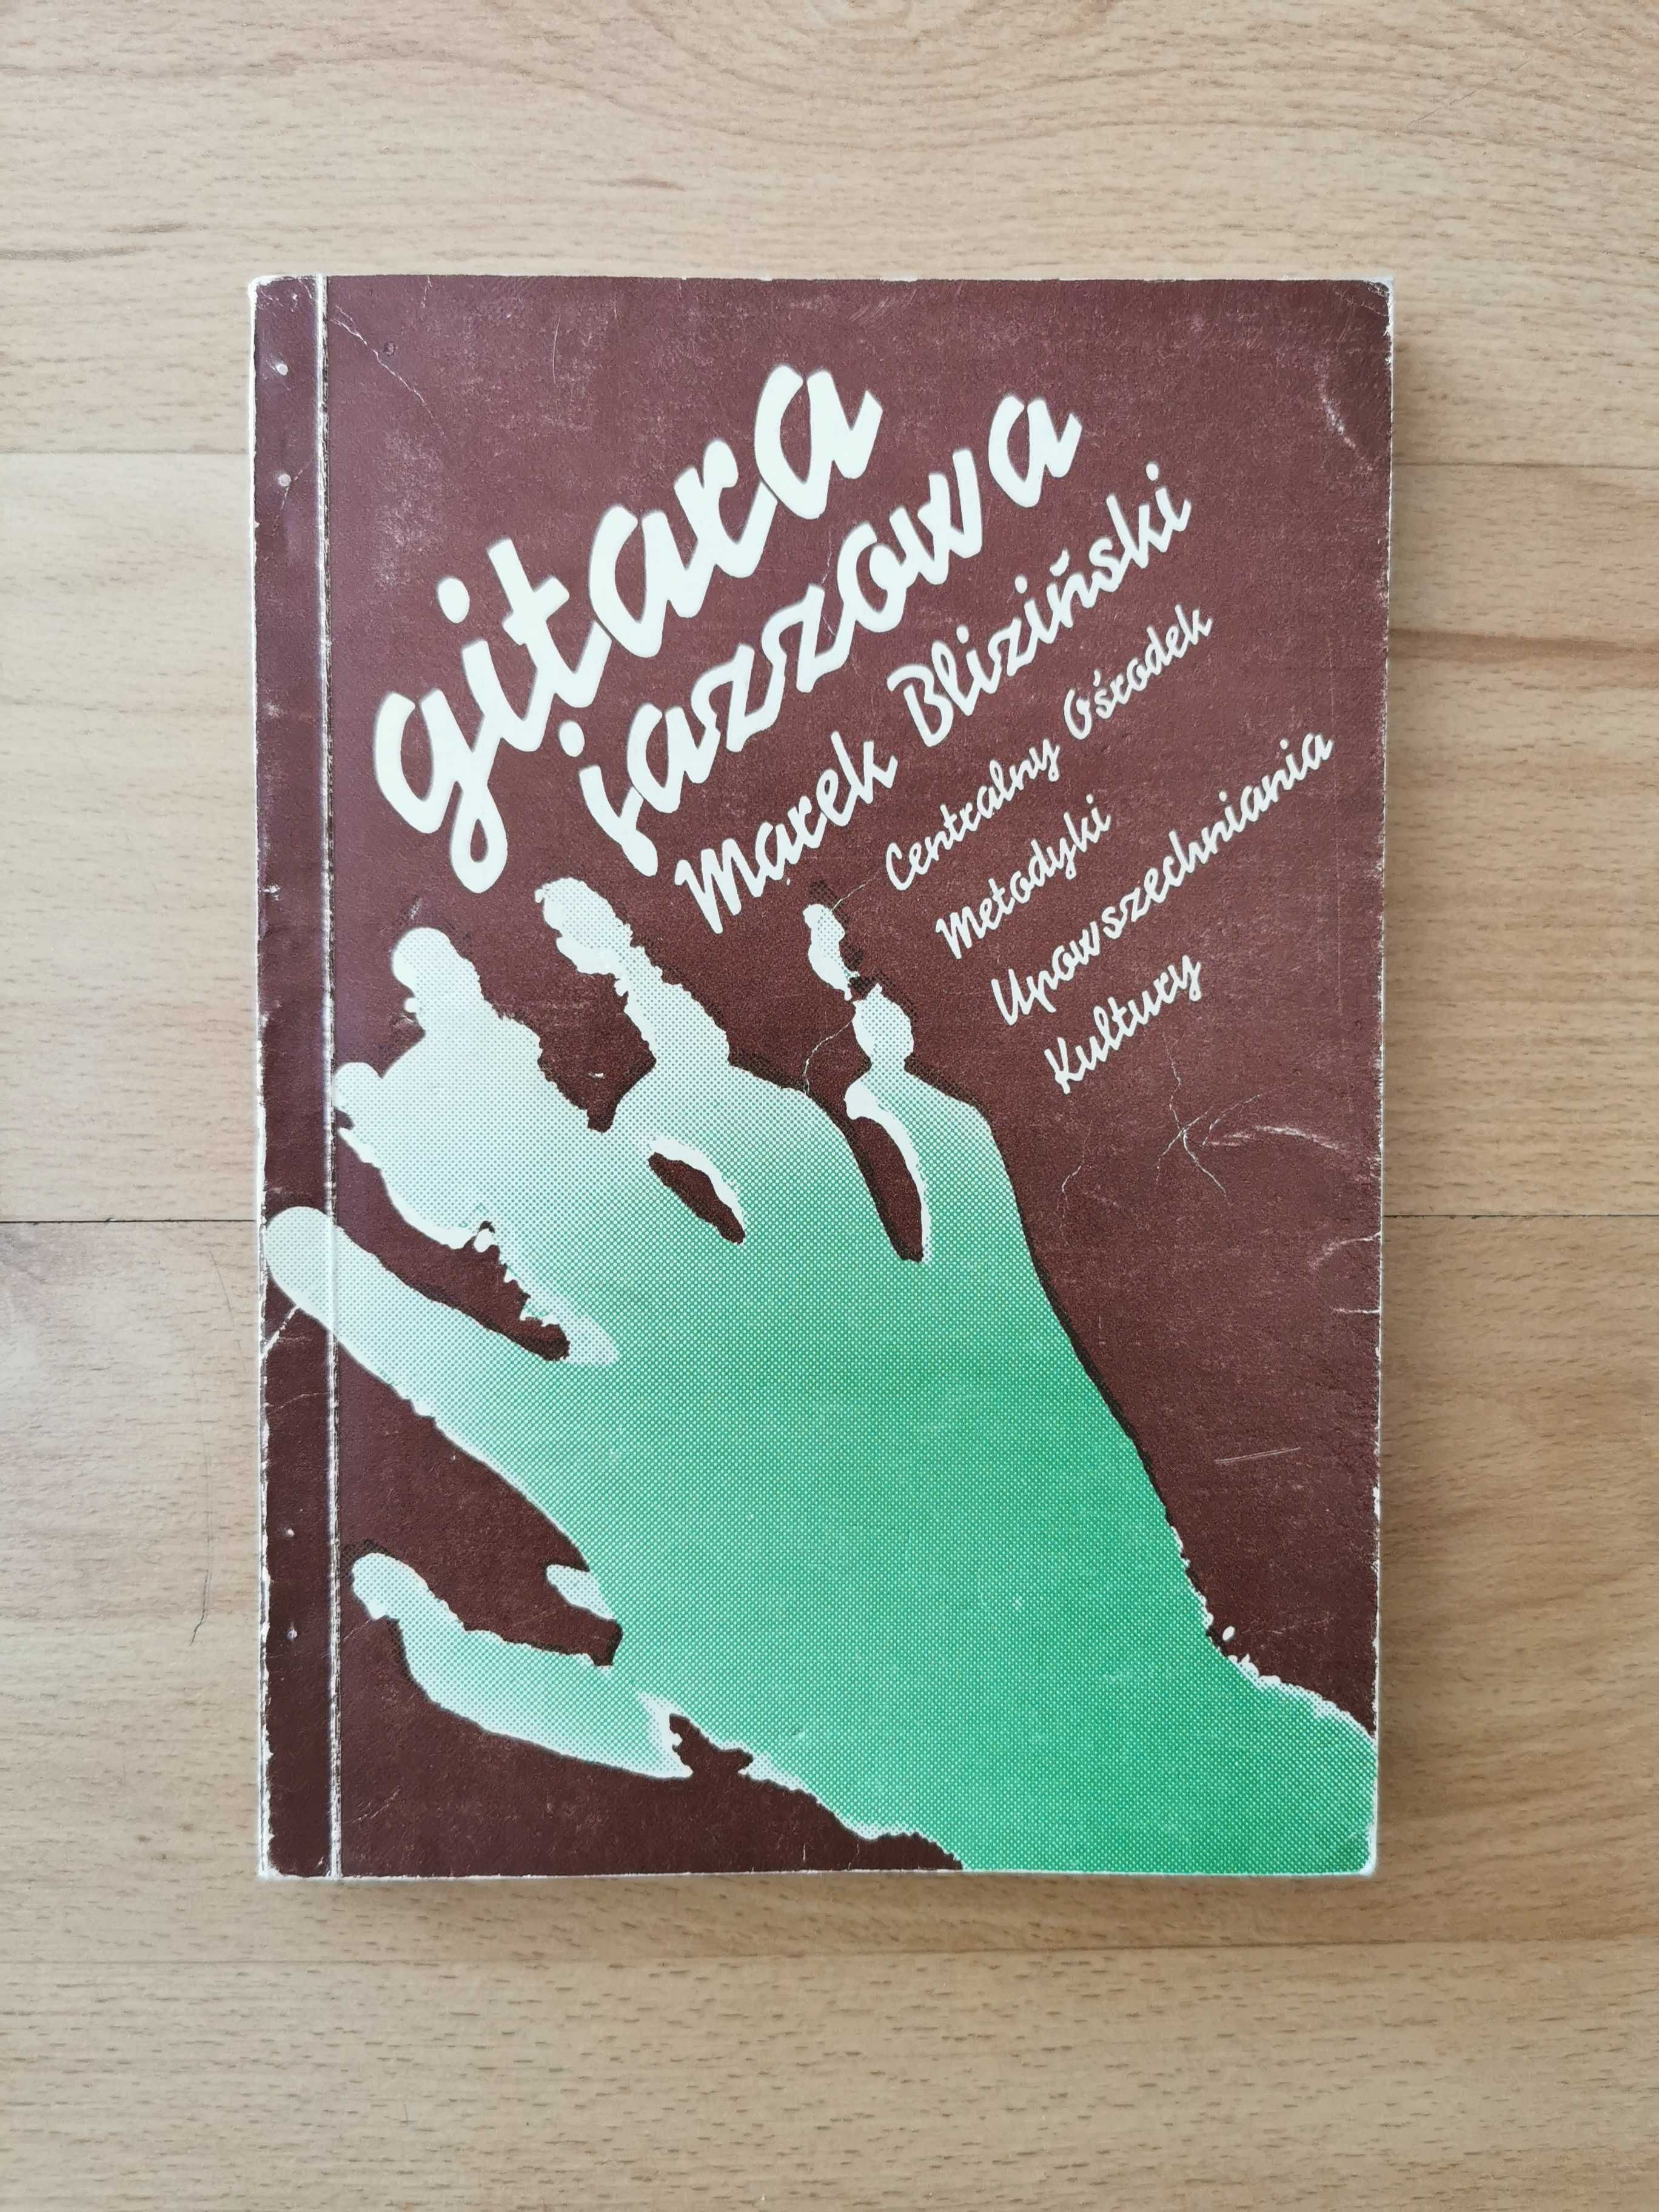 gitara
jazzowa
Marek Bliziński
Centralny Ośrodek
Metodyki
Upowszechniania
Kultury